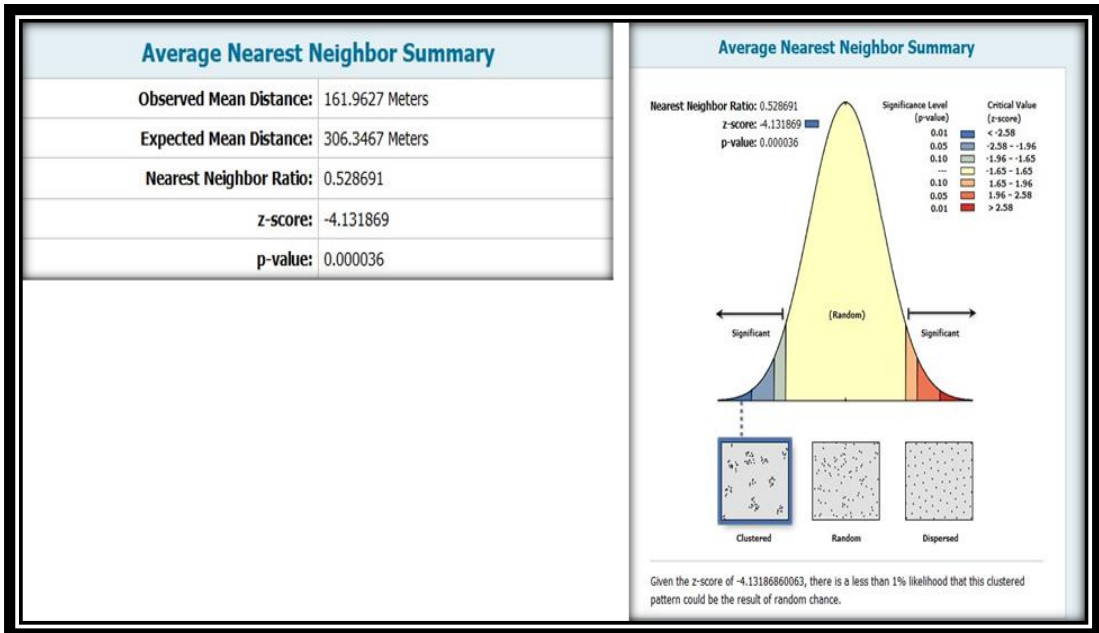 Average Nearest Neighbor Summary
Observed Mean Distance: 161.9627 Meters
Expected Mean Distance: 306.3467 Meters
Nearest Neighbor Ratio: 0.528691
z-score: -4.131869
p-value: 0.000036
Average Nearest Neighbor Summary
Nearest Neighbor Ratio: 0.528691
z-score: -4.131869
p-value: 0.000036
Significance Level Critical Value
(p-value) (z-score)
0.01 < -2.58
0.05 -2.58 - -1.96
0.10 -1.96 - -1.65
--- -1.65 - 1.65
0.10 1.65 - 1.96
0.05 1.96 - 2.58
0.01 > 2.58
(Random)
Significant Significant
Clustered Random Dispersed
Given the z-score of -4.13186860063, there is a less than 1% likelihood that this clustered
pattern could be the result of random chance.